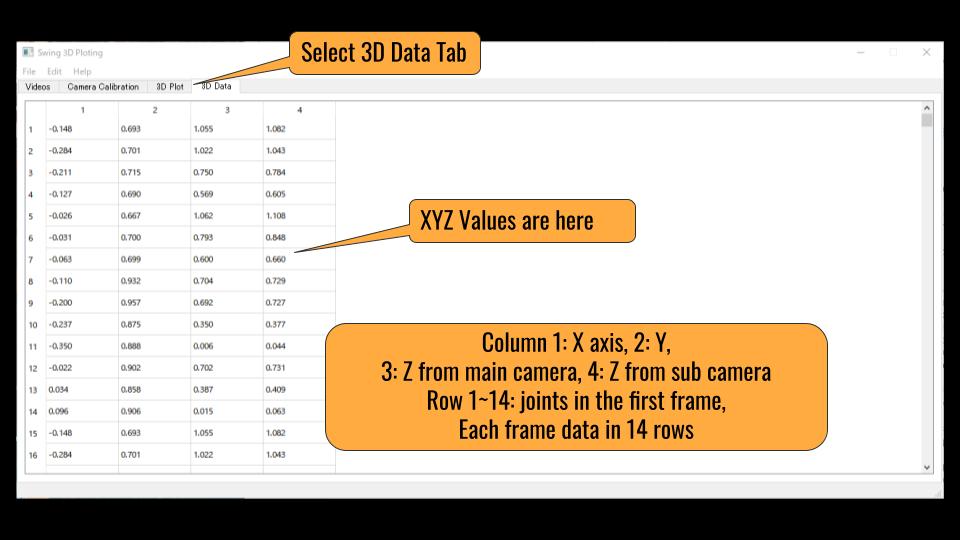 Select 3D Data Tab
Swing 3D Ploting
File Edit Help
Videos Camera Calibration 3D Plot 3D Data
1 2 3 4
1 -0.148 0.693 1.055 1.082
2 -0.284 0.701 1.022 1.043
3 -0.211 0.715 0.750 0.784
4 -0.127 0.690 0.569 0.605
5 -0.026 0.667 1.062 1.108
6 -0.031 0.700 0.793 0.848
7 -0.063 0.699 0.600 0.660
8 -0.110 0.932 0.704 0.729
9 -0.200 0.957 0.692 0.727
10 -0.237 0.875 0.350 0.377
11 -0.350 0.888 0.006 0.044
12 -0.022 0.902 0.702 0.731
13 0.034 0.858 0.387 0.409
14 0.096 0.906 0.015 0.063
15 -0.148 0.693 1.055 1.082
16 -0.284 0.701 1.022 1.043
XYZ Values are here
Column 1: X axis, 2: Y,
3: Z from main camera, 4: Z from sub camera
Row 1~14: joints in the first frame,
Each frame data in 14 rows